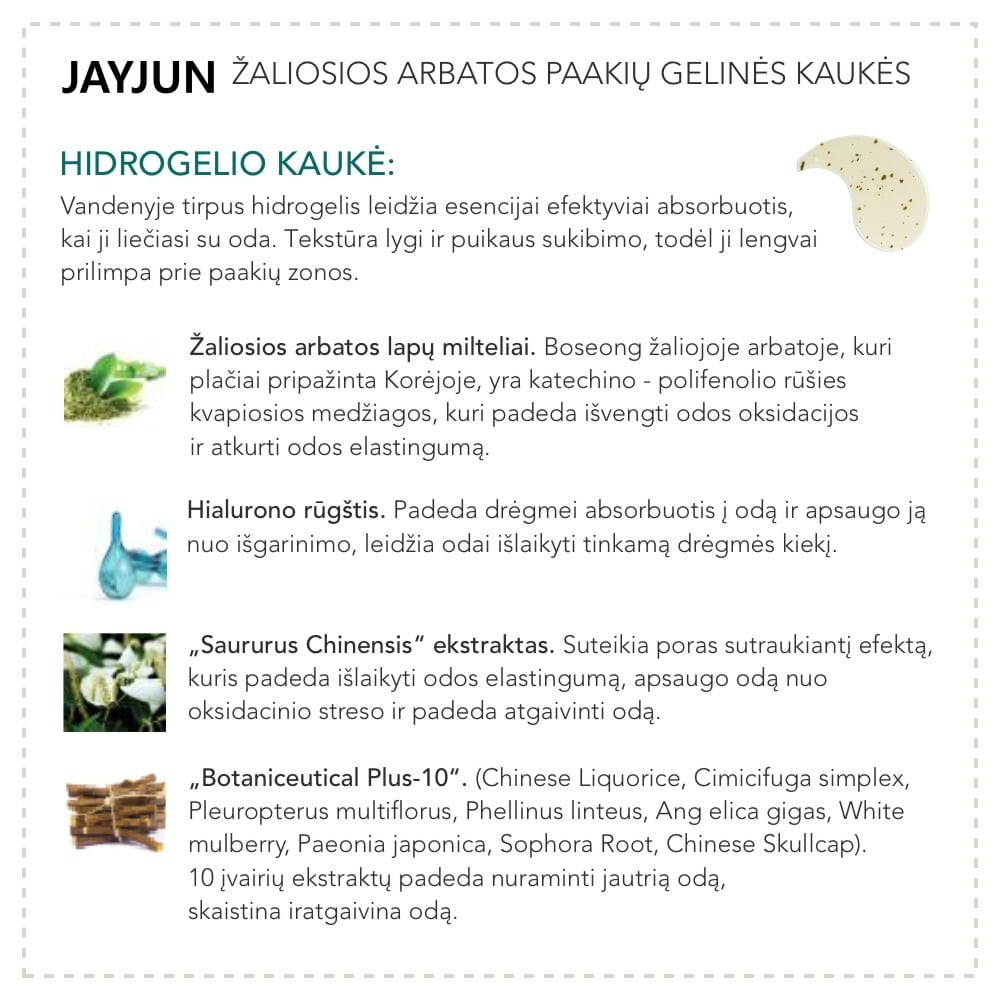 JAYJUN ŽALIOSIOS ARBATOS PAAKIŲ GELINĖS KAUKĖS
HIDROGELIO KAUKĖ:
Vandenyje tirpus hidrogelis leidžia esencijai efektyviai absorbuotis,
kai ji liečiasi su oda. Tekstūra lygi ir puikaus sukibimo, todėl ji lengvai
prilimpa prie paakių zonos.
Žaliosios arbatos lapų milteliai. Boseong žaliojoje arbatoje, kuri
plačiai pripažinta Korėjoje, yra katechino - polifenolio rūšies
kvapiosios medžiagos, kuri padeda išvengti odos oksidacijos
ir atkurti odos elastingumą.
Hialurono rūgštis. Padeda drėgmei absorbuotis į odą ir apsaugo ją
nuo išgarinimo, leidžia odai išlaikyti tinkamą drėgmės kiekį.
„Saururus Chinensis“ ekstraktas. Suteikia poras sutraukiantį efektą,
kuris padeda išlaikyti odos elastingumą, apsaugo odą nuo
oksidacinio streso ir padeda atgaivinti odą.
„Botaniceutical Plus-10“. (Chinese Liquorice, Cimicifuga simplex,
Pleuropterus multiflorus, Phellinus linteus, Ang elica gigas, White
mulberry, Paeonia japonica, Sophora Root, Chinese Skullcap).
10 įvairių ekstraktų padeda nuraminti jautrią odą,
skaistina iratgaivina odą.